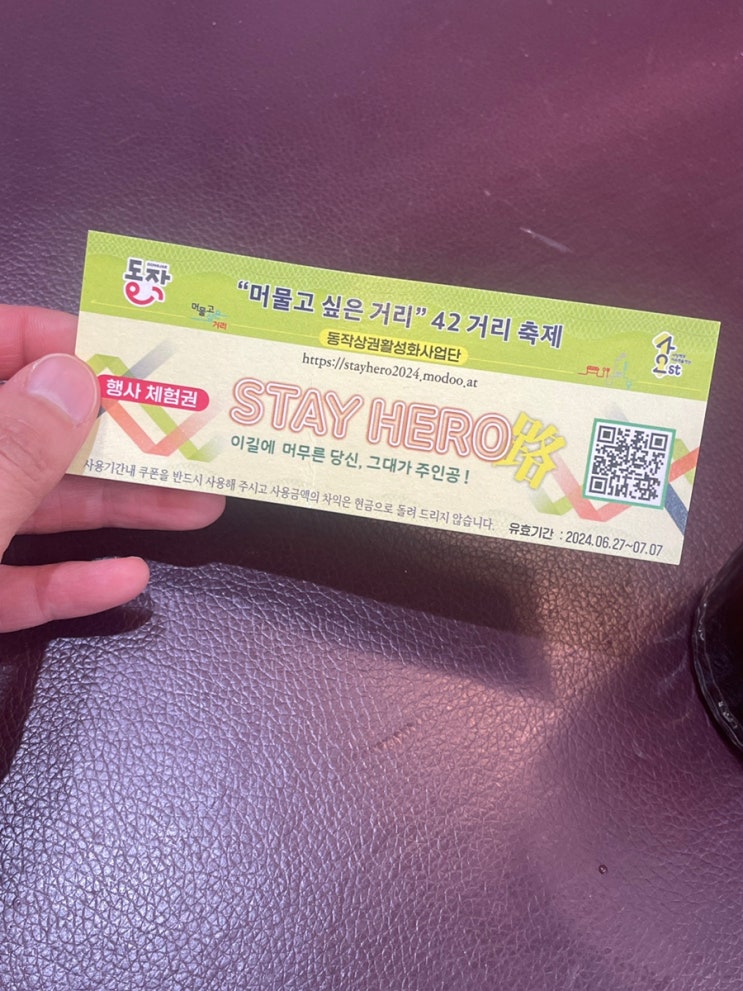 동작
"머물고 싶은 거리" 42 거리 축제
머물고
거리
동작상권활성화사업단
https://stayhero2024.modoo.at
st
행사 체험권
STAY HERO路
이길에 머무른 당신, 그대가 주인공!
사용기간내 쿠폰을 반드시 사용해 주시고 사용금액의 차익은 현금으로 돌려 드리지 않습니다.
유효기간 : 2024.06.27~07.07